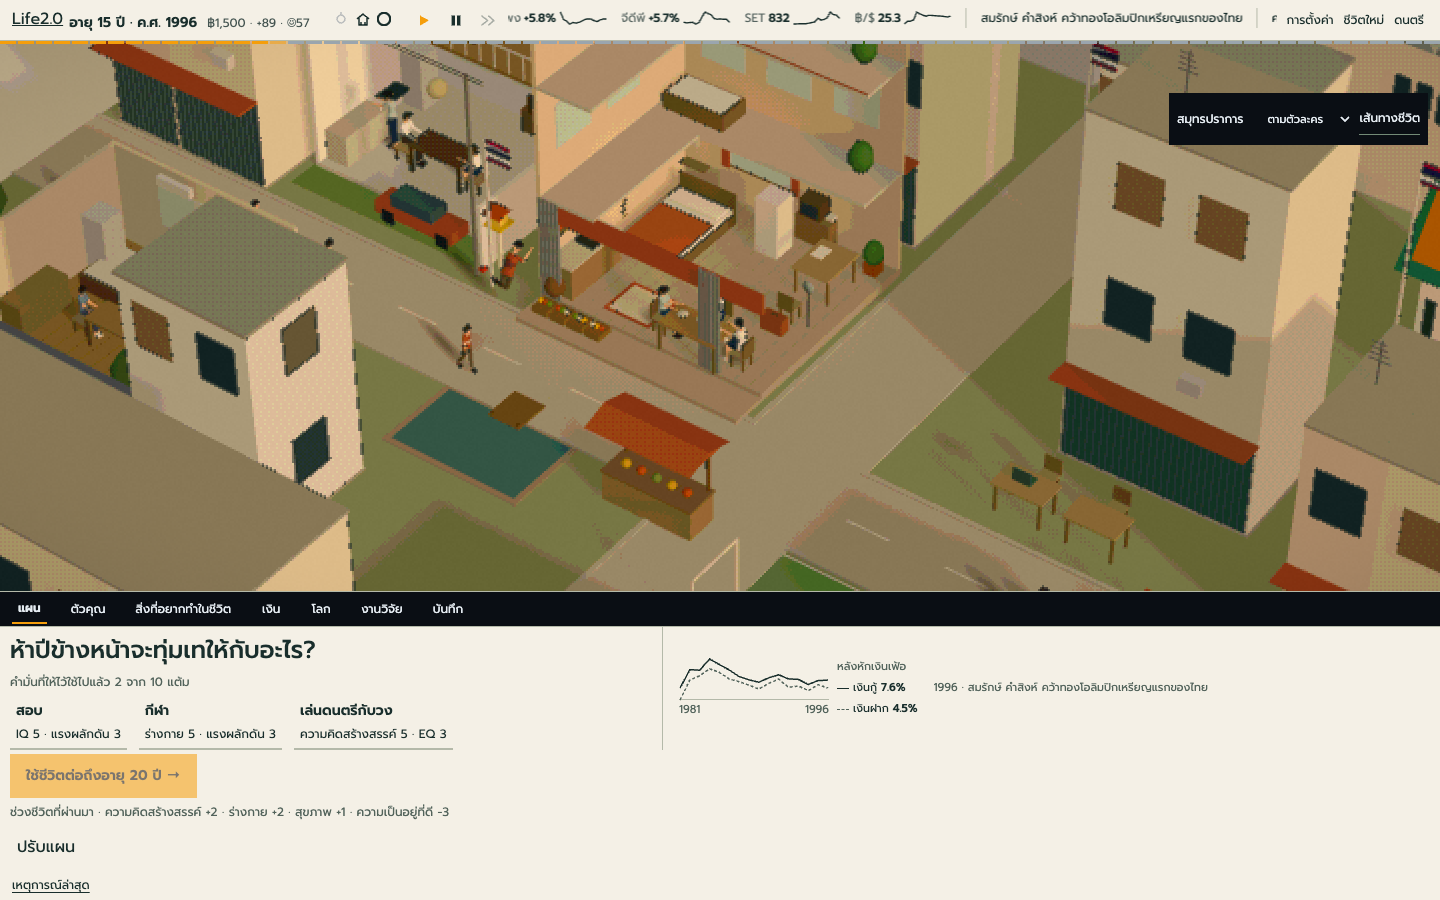 Life2.0 อายุ 15 ปี · ค.ศ. 1996 ฿1,500 · +89 · ◎57
+5.8% จีดีพี +5.7% SET 832 ฿/$ 25.3 สมรักษ์ คำสิงห์ คว้าทองโอลิมปิกเหรียญแรกของไทย
การตั้งค่า ชีวิตใหม่ ดนตรี
สมุทรปราการ ตามตัวละคร เส้นทางชีวิต
แผน ตัวคุณ สิ่งที่อยากทำในชีวิต เงิน โลก งานวิจัย บันทึก
ห้าปีข้างหน้าจะทุ่มเทให้กับอะไร?
คำมั่นที่ให้ไว้ใช้ไปแล้ว 2 จาก 10 แต้ม
สอบ กีฬา เล่นดนตรีกับวง
IQ 5 · แรงผลักดัน 3 ร่างกาย 5 · แรงผลักดัน 3 ความคิดสร้างสรรค์ 5 · EQ 3
ใช้ชีวิตต่อถึงอายุ 20 ปี →
ช่วงชีวิตที่ผ่านมา · ความคิดสร้างสรรค์ +2 · ร่างกาย +2 · สุขภาพ +1 · ความเป็นอยู่ที่ดี -3
ปรับแผน
เหตุการณ์ล่าสุด
หลังหักเงินเฟ้อ
เงินกู้ 7.6%
เงินฝาก 4.5%
1981 1996
1996 · สมรักษ์ คำสิงห์ คว้าทองโอลิมปิกเหรียญแรกของไทย